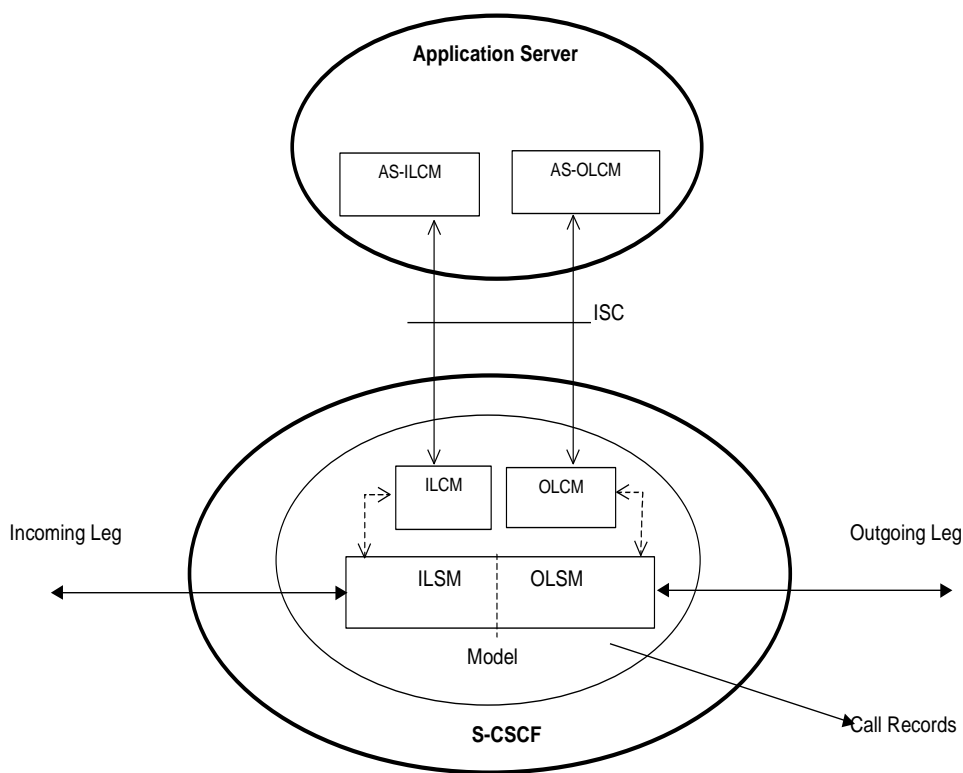 Application Server
AS-ILCM
AS-OLCM
ISC
ILCM
OLCM
Incoming Leg
Outgoing Leg
ILSM
OLSM
Model
S-CSCF
Call Records